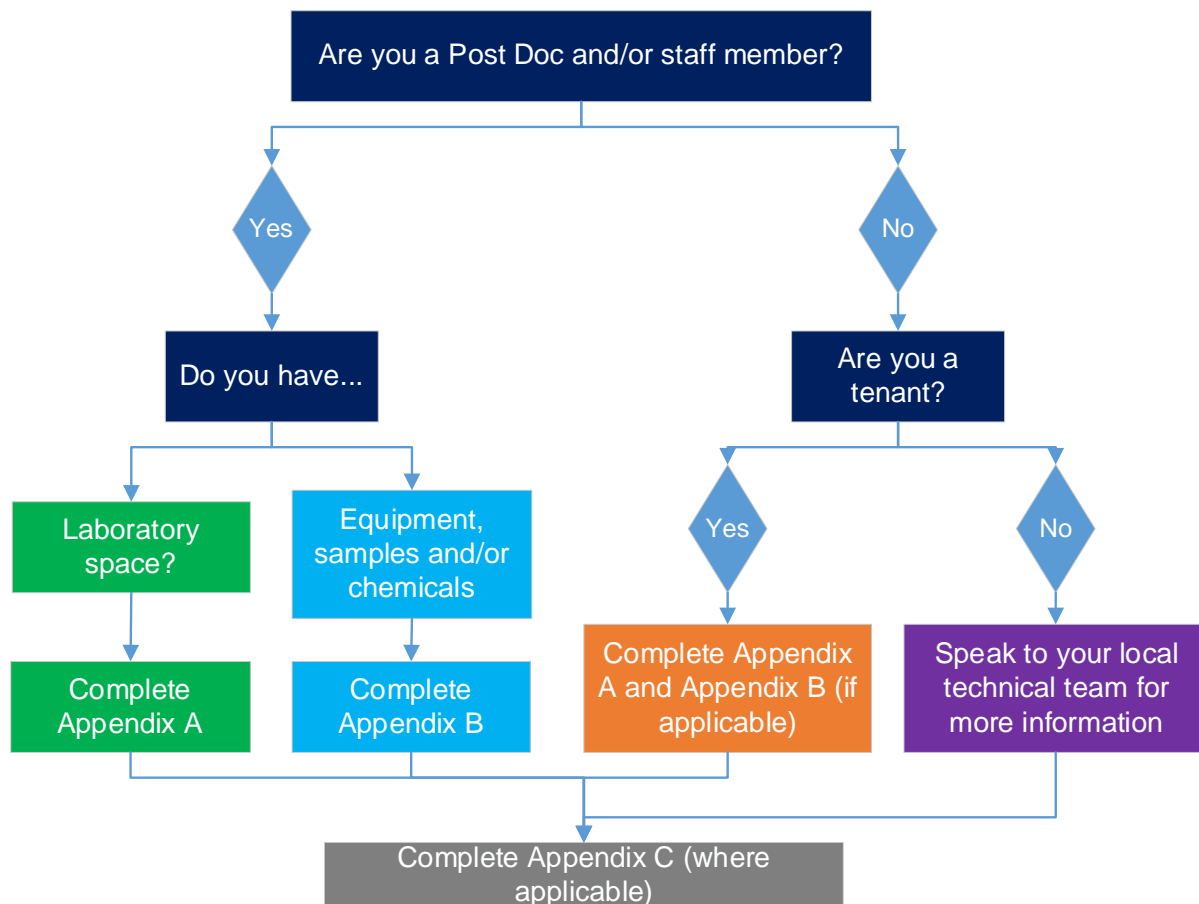 Are you a Post Doc and/or staff member?
Yes
No
Do you have...
Are you a
tenant?
Laboratory
space?
Equipment,
samples and/or
chemicals
Yes
No
Complete
Appendix A
Complete
Appendix B
Complete Appendix
A and Appendix B (if
applicable)
Speak to your local
technical team for
more information
Complete Appendix C (where
applicable)